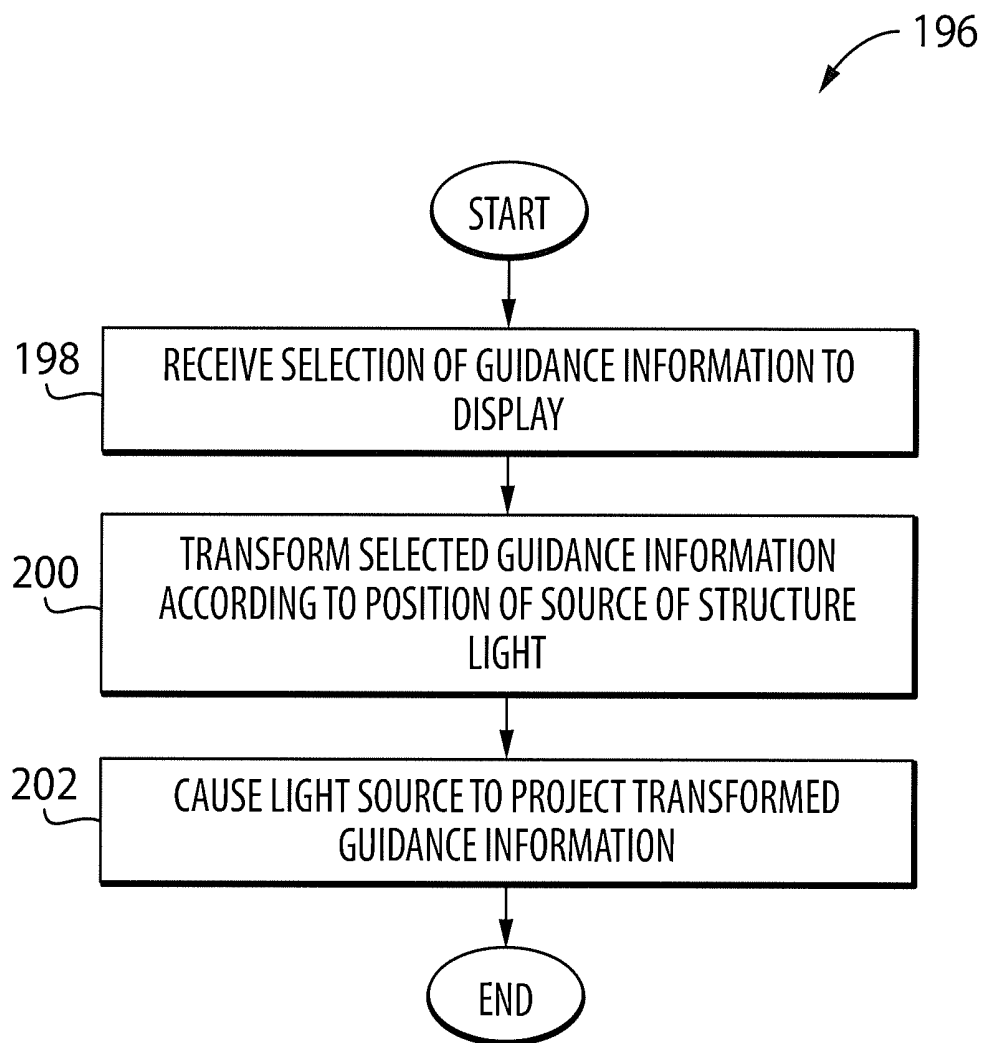 196
START
198
RECEIVE SELECTION OF GUIDANCE INFORMATION TO
DISPLAY
200
TRANSFORM SELECTED GUIDANCE INFORMATION
ACCORDING TO POSITION OF SOURCE OF STRUCTURE
LIGHT
202
CAUSE LIGHT SOURCE TO PROJECT TRANSFORMED
GUIDANCE INFORMATION
END